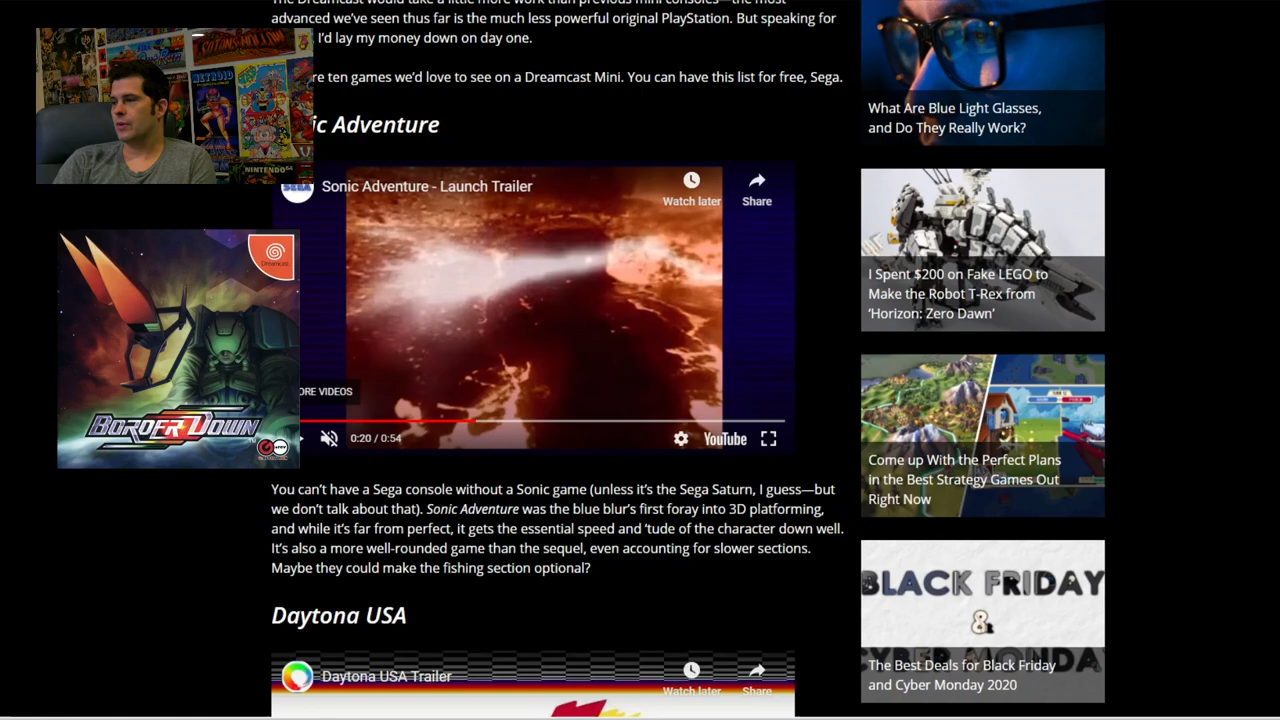 The Dreamcast would take a little more work than previous mini consoles—the most
advanced we've seen thus far is the much less powerful original PlayStation. But speaking for
I'd lay my money down on day one.
re ten games we'd love to see on a Dreamcast Mini. You can have this list for free, Sega.
ic Adventure
SATAN'S HOLLOW
METROID
NINTENDO64
SEGA
Sonic Adventure - Launch Trailer
Watch later
Share
Dreamcast
BORDER DOWN
ORE VIDEOS
0:20 / 0:54
YouTube
You can't have a Sega console without a Sonic game (unless it's the Sega Saturn, I guess—but
we don't talk about that). Sonic Adventure was the blue blur's first foray into 3D platforming,
and while it's far from perfect, it gets the essential speed and 'tude of the character down well.
It's also a more well-rounded game than the sequel, even accounting for slower sections.
Maybe they could make the fishing section optional?
Daytona USA
Daytona USA Trailer
Watch later
Share
What Are Blue Light Glasses,
and Do They Really Work?
I Spent $200 on Fake LEGO to
Make the Robot T-Rex from
'Horizon: Zero Dawn'
Come up With the Perfect Plans
in the Best Strategy Games Out
Right Now
BLACK FRIDAY
&
CYBER MONDA
The Best Deals for Black Friday
and Cyber Monday 2020